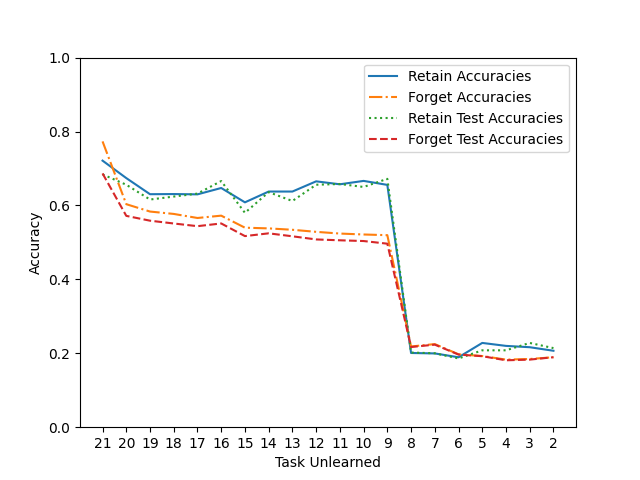 1.0
0.8
0.6
0.4
0.2
0.0
Accuracy
Retain Accuracies
Forget Accuracies
Retain Test Accuracies
Forget Test Accuracies
21 20 19 18 17 16 15 14 13 12 11 10 9 8 7 6 5 4 3 2
Task Unlearned